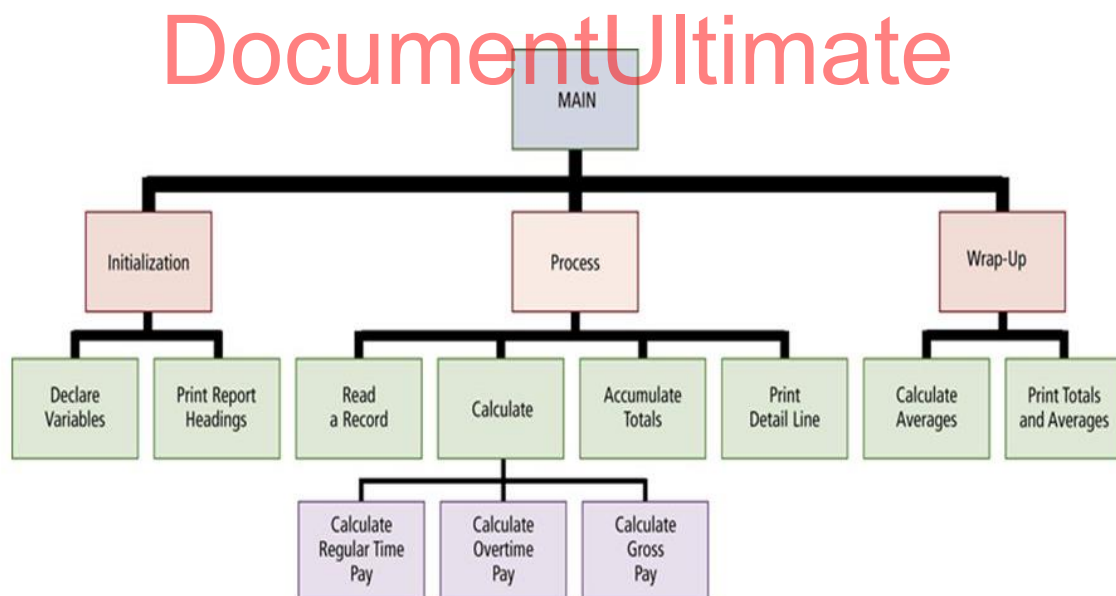 DocumentUltimate
MAIN
Initialization
Process
Wrap-Up
Declare
Variables
Print Report
Headings
Read
a Record
Calculate
Accumulate
Totals
Print
Detail Line
Calculate
Averages
Print Totals
and Averages
Calculate
Regular Time
Pay
Calculate
Overtime
Pay
Calculate
Gross
Pay